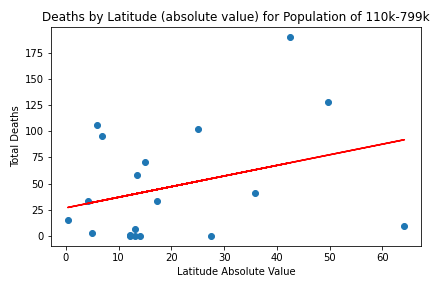 Deaths by Latitude (absolute value) for Population of 110k-799k
Total Deaths
175
150
125
100
75
50
25
0
0 10 20 30 40 50 60
Latitude Absolute Value